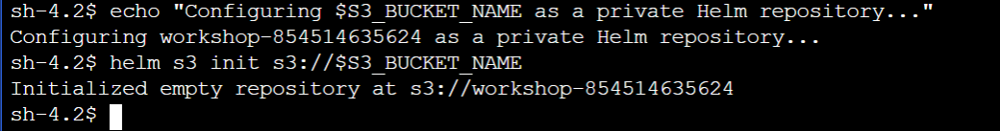 sh-4.2$ echo "Configuring $S3_BUCKET_NAME as a private Helm repository..."
Configuring workshop-854514635624 as a private Helm repository...
sh-4.2$ helm s3 init s3://$S3_BUCKET_NAME
Initialized empty repository at s3://workshop-854514635624
sh-4.2$